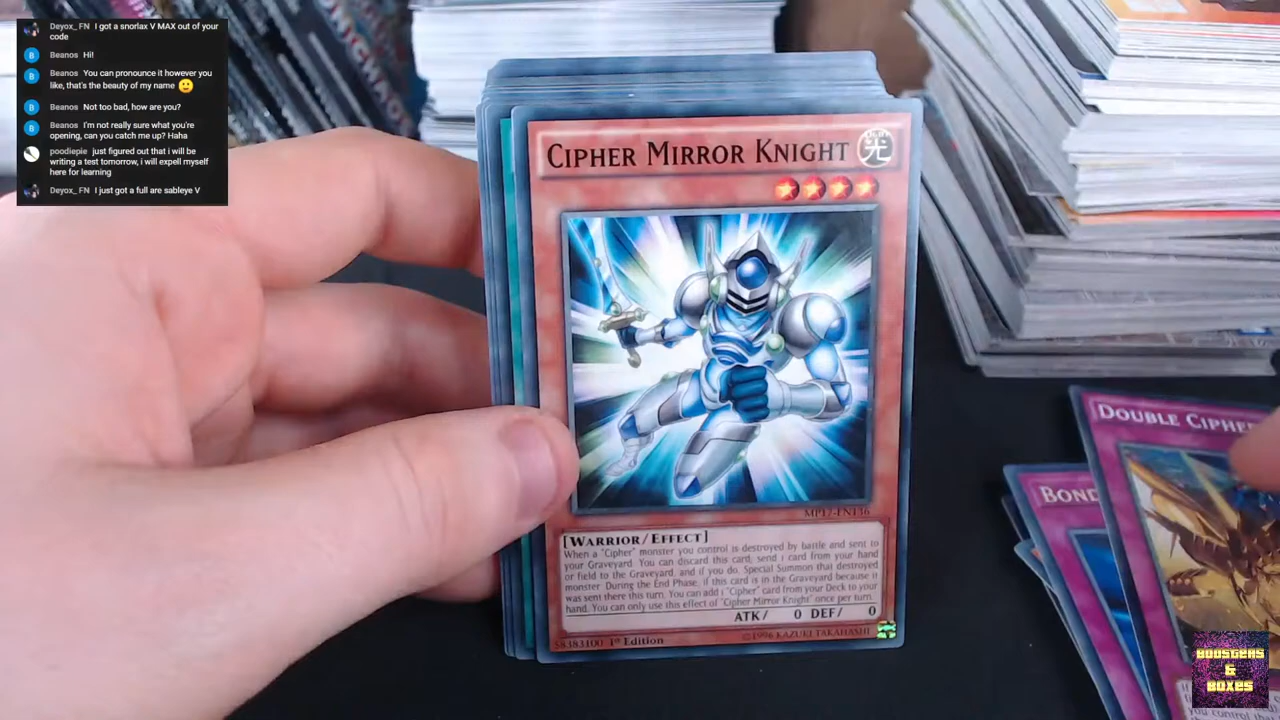 Deyox_FN I got a snorlax V MAX out of your
code
B Beanos Hi!
B Beanos You can pronounce it however you
like, that's the beauty of my name 🙂
B Beanos Not too bad, how are you?
B Beanos I'm not really sure what you're
opening, can you catch me up? Haha
poodiepie just figured out that i will be
writing a test tomorrow, i will expell myself
here for learning
Deyox_FN I just got a full are sableye V
CIPHER MIRROR KNIGHT
LIGHT
光
MP17-EN136
[WARRIOR/EFFECT]
When a "Cipher" monster you control is destroyed by battle and sent to
your Graveyard: You can discard this card; send 1 card from your hand
or field to the Graveyard, and if you do, Special Summon that destroyed
monster. During the End Phase, if this card is in the Graveyard because it
was sent there this turn: You can add 1 "Cipher" card from your Deck to your
hand. You can only use this effect of "Cipher Mirror Knight" once per turn.
ATK/ 0 DEF/ 0
58383100 1st Edition
©1996 KAZUKI TAKAHASHI
DOUBLE CIPHER
BOND
you control the
BOOSTERS
&
BOXES